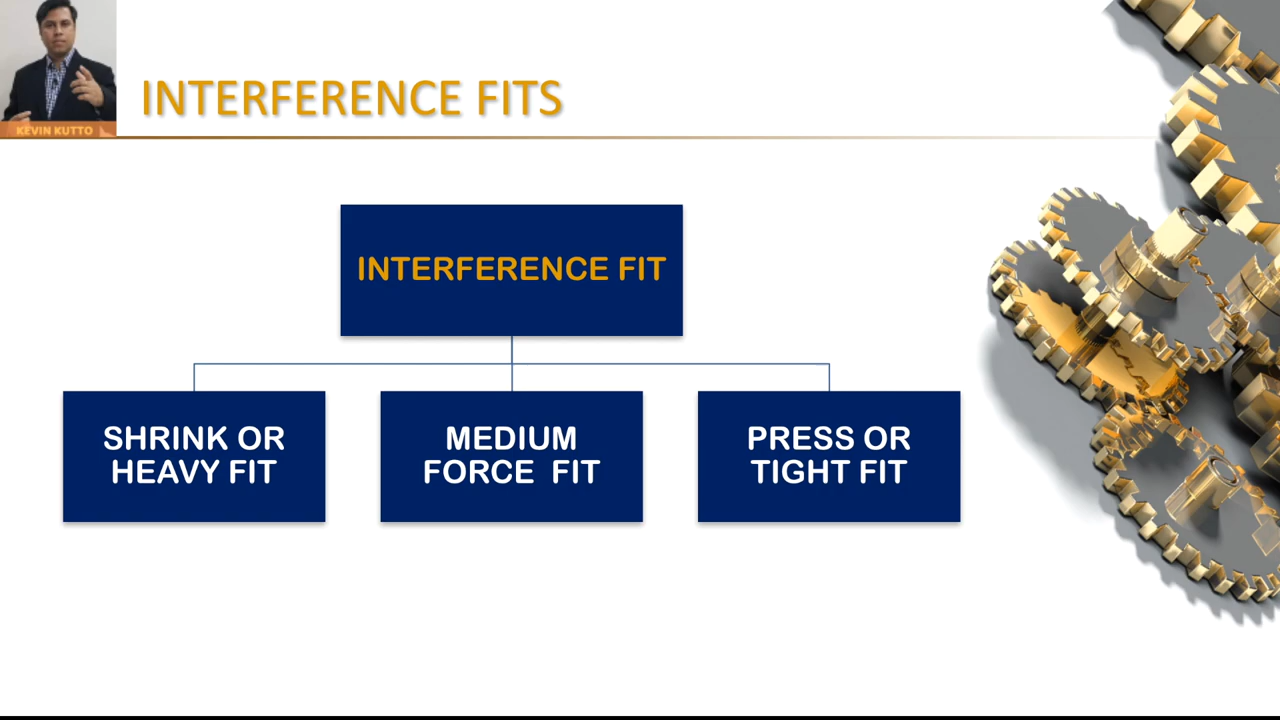 KEVIN KUTTO
INTERFERENCE FITS
INTERFERENCE FIT
SHRINK OR
HEAVY FIT
MEDIUM
FORCE FIT
PRESS OR
TIGHT FIT